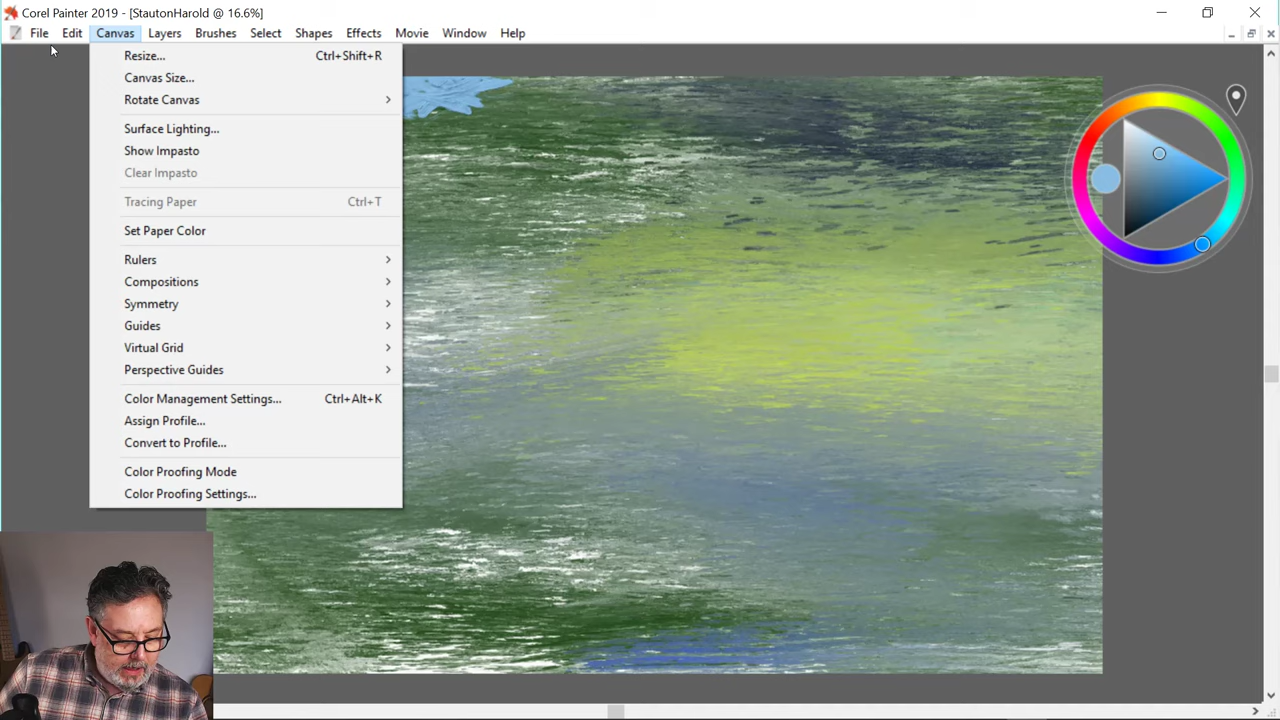 Corel Painter 2019 - [StautonHarold @ 16.6%]
File Edit Canvas Layers Brushes Select Shapes Effects Movie Window Help
Resize... Ctrl+Shift+R
Canvas Size...
Rotate Canvas
Surface Lighting...
Show Impasto
Clear Impasto
Tracing Paper Ctrl+T
Set Paper Color
Rulers
Compositions
Symmetry
Guides
Virtual Grid
Perspective Guides
Color Management Settings... Ctrl+Alt+K
Assign Profile...
Convert to Profile...
Color Proofing Mode
Color Proofing Settings...